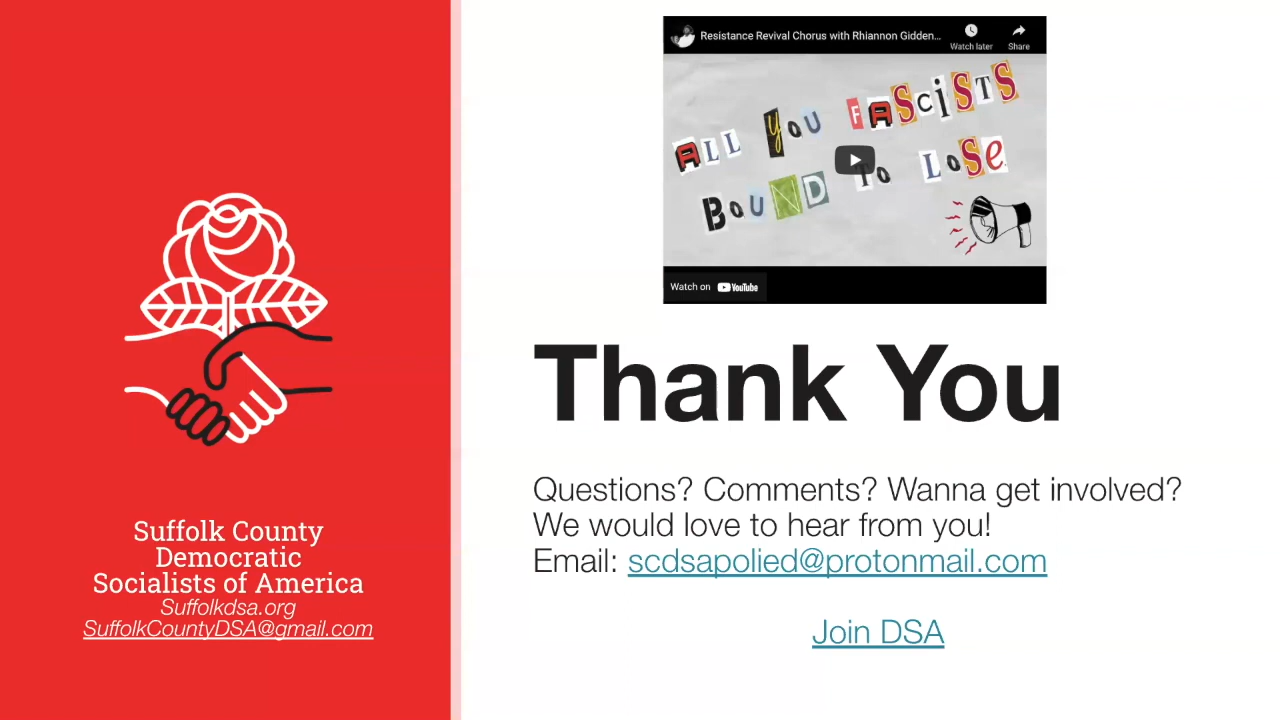 Suffolk County
Democratic
Socialists of America
Suffolkdsa.org
SuffolkCountyDSA@gmail.com
Resistance Revival Chorus with Rhiannon Gidden...
Watch later
Share
ALL YoU FASciSTS
BoUND To LoSe
Watch on YouTube
Thank You
Questions? Comments? Wanna get involved?
We would love to hear from you!
Email: scdsapolied@protonmail.com
Join DSA